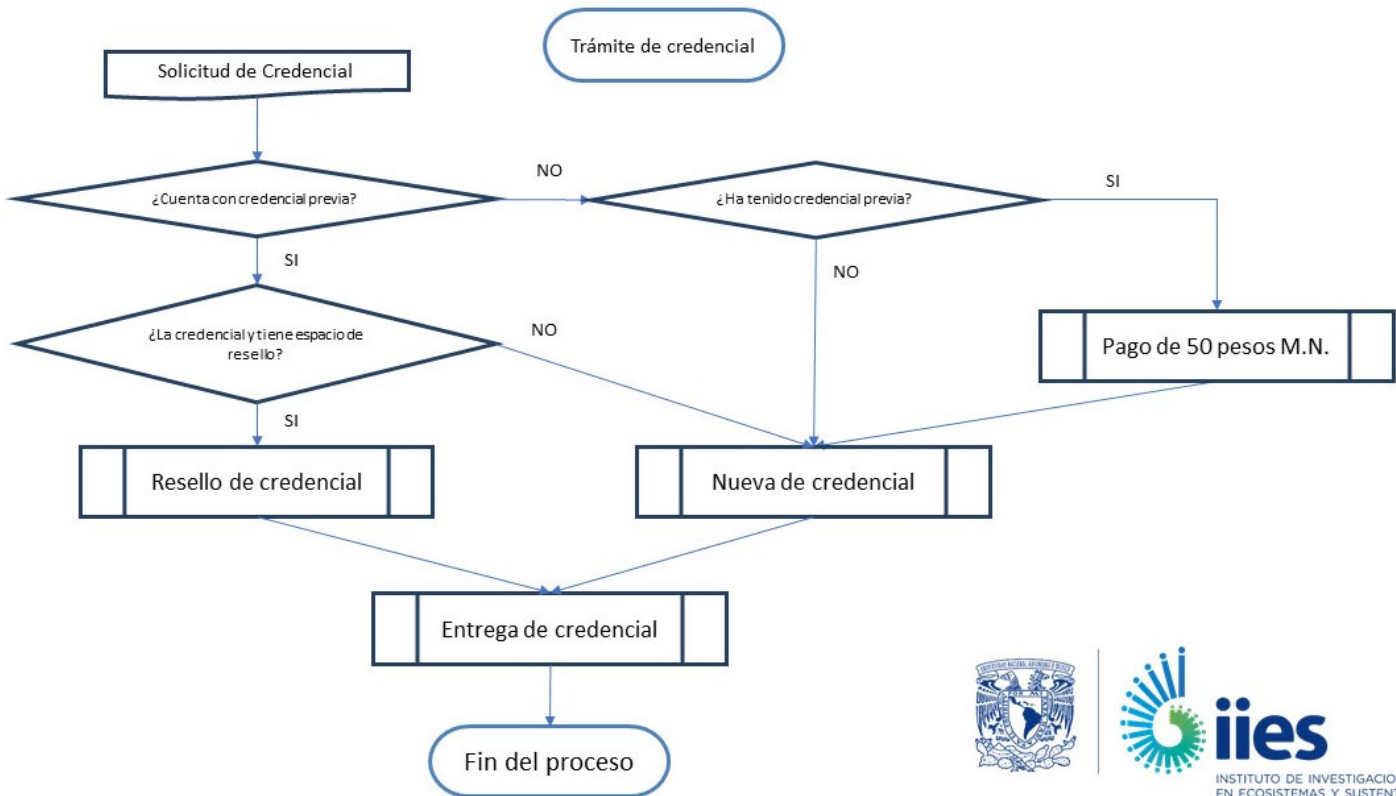 Trámite de credencial
Solicitud de Credencial
¿Cuenta con credencial previa?
NO
¿Ha tenido credencial previa?
SI
SI
NO
¿La credencial y tiene espacio de
resello?
NO
Pago de 50 pesos M.N.
SI
Resello de credencial
Nueva de credencial
Entrega de credencial
Fin del proceso
iies
INSTITUTO DE INVESTIGACIO
EN ECOSISTEMAS Y SUSTEN